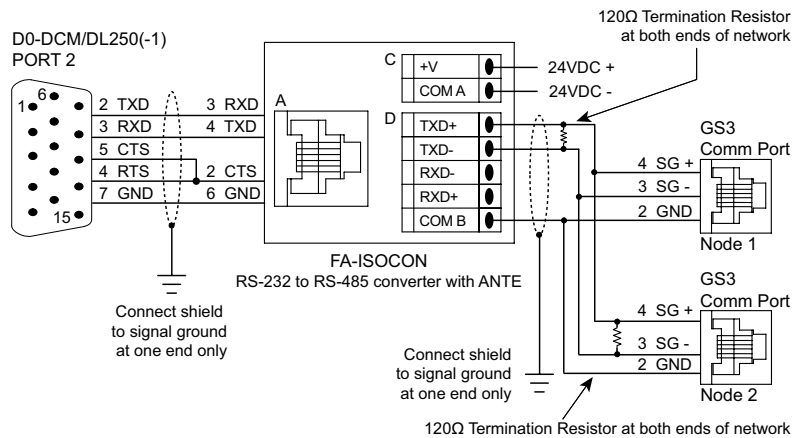 120Ω Termination Resistor
at both ends of network
D0-DCM/DL250(-1)
PORT 2
1
6
15
2 TXD
3 RXD
5 CTS
4 RTS
7 GND
3 RXD
4 TXD
2 CTS
6 GND
A
C
+V
COM A
24VDC +
24VDC -
D
TXD+
TXD-
RXD-
RXD+
COM B
FA-ISOCON
RS-232 to RS-485 converter with ANTE
Connect shield
to signal ground
at one end only
GS3
Comm Port
4 SG +
3 SG -
2 GND
Node 1
GS3
Comm Port
4 SG +
3 SG -
2 GND
Node 2
Connect shield
to signal ground
at one end only
120Ω Termination Resistor at both ends of network